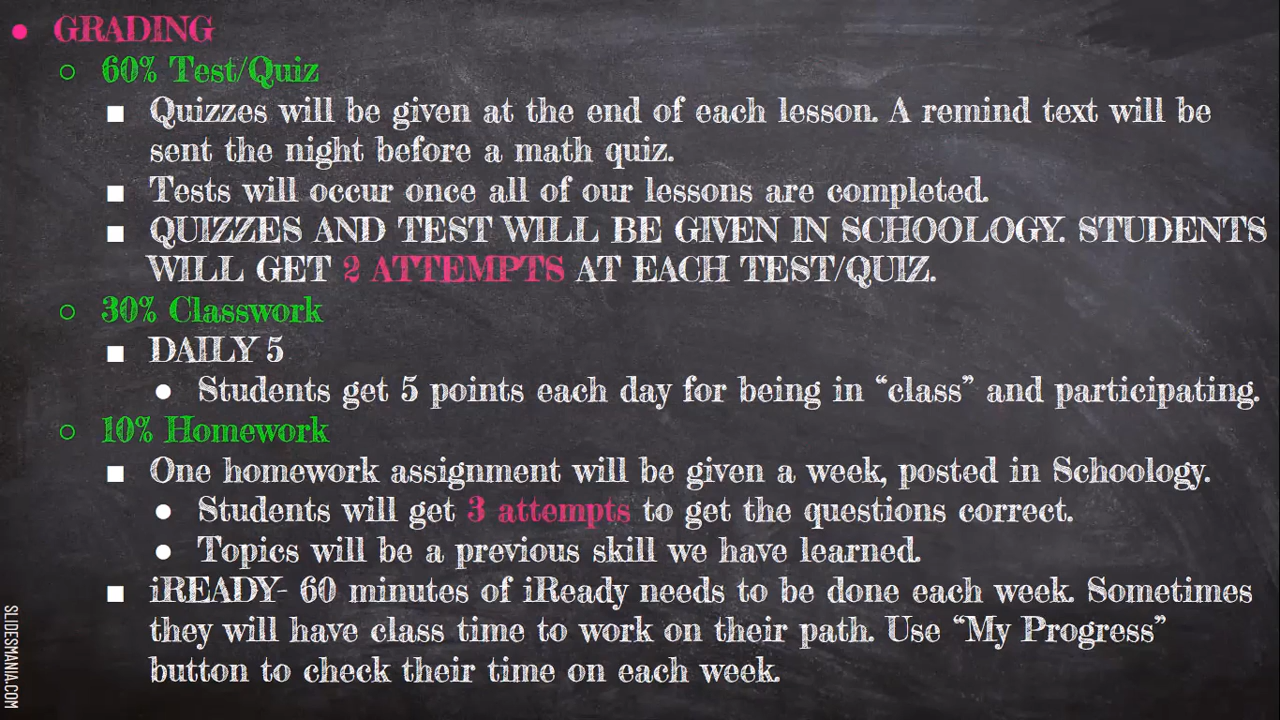 ● GRADING
○ 60% Test/Quiz
■ Quizzes will be given at the end of each lesson. A remind text will be
sent the night before a math quiz.
■ Tests will occur once all of our lessons are completed.
■ QUIZZES AND TEST WILL BE GIVEN IN SCHOOLOGY. STUDENTS
WILL GET 2 ATTEMPTS AT EACH TEST/QUIZ.
○ 30% Classwork
■ DAILY 5
● Students get 5 points each day for being in “class” and participating.
○ 10% Homework
■ One homework assignment will be given a week, posted in Schoology.
● Students will get 3 attempts to get the questions correct.
● Topics will be a previous skill we have learned.
■ iREADY- 60 minutes of iReady needs to be done each week. Sometimes
they will have class time to work on their path. Use “My Progress”
button to check their time on each week.
SLIDESMANIA.COM